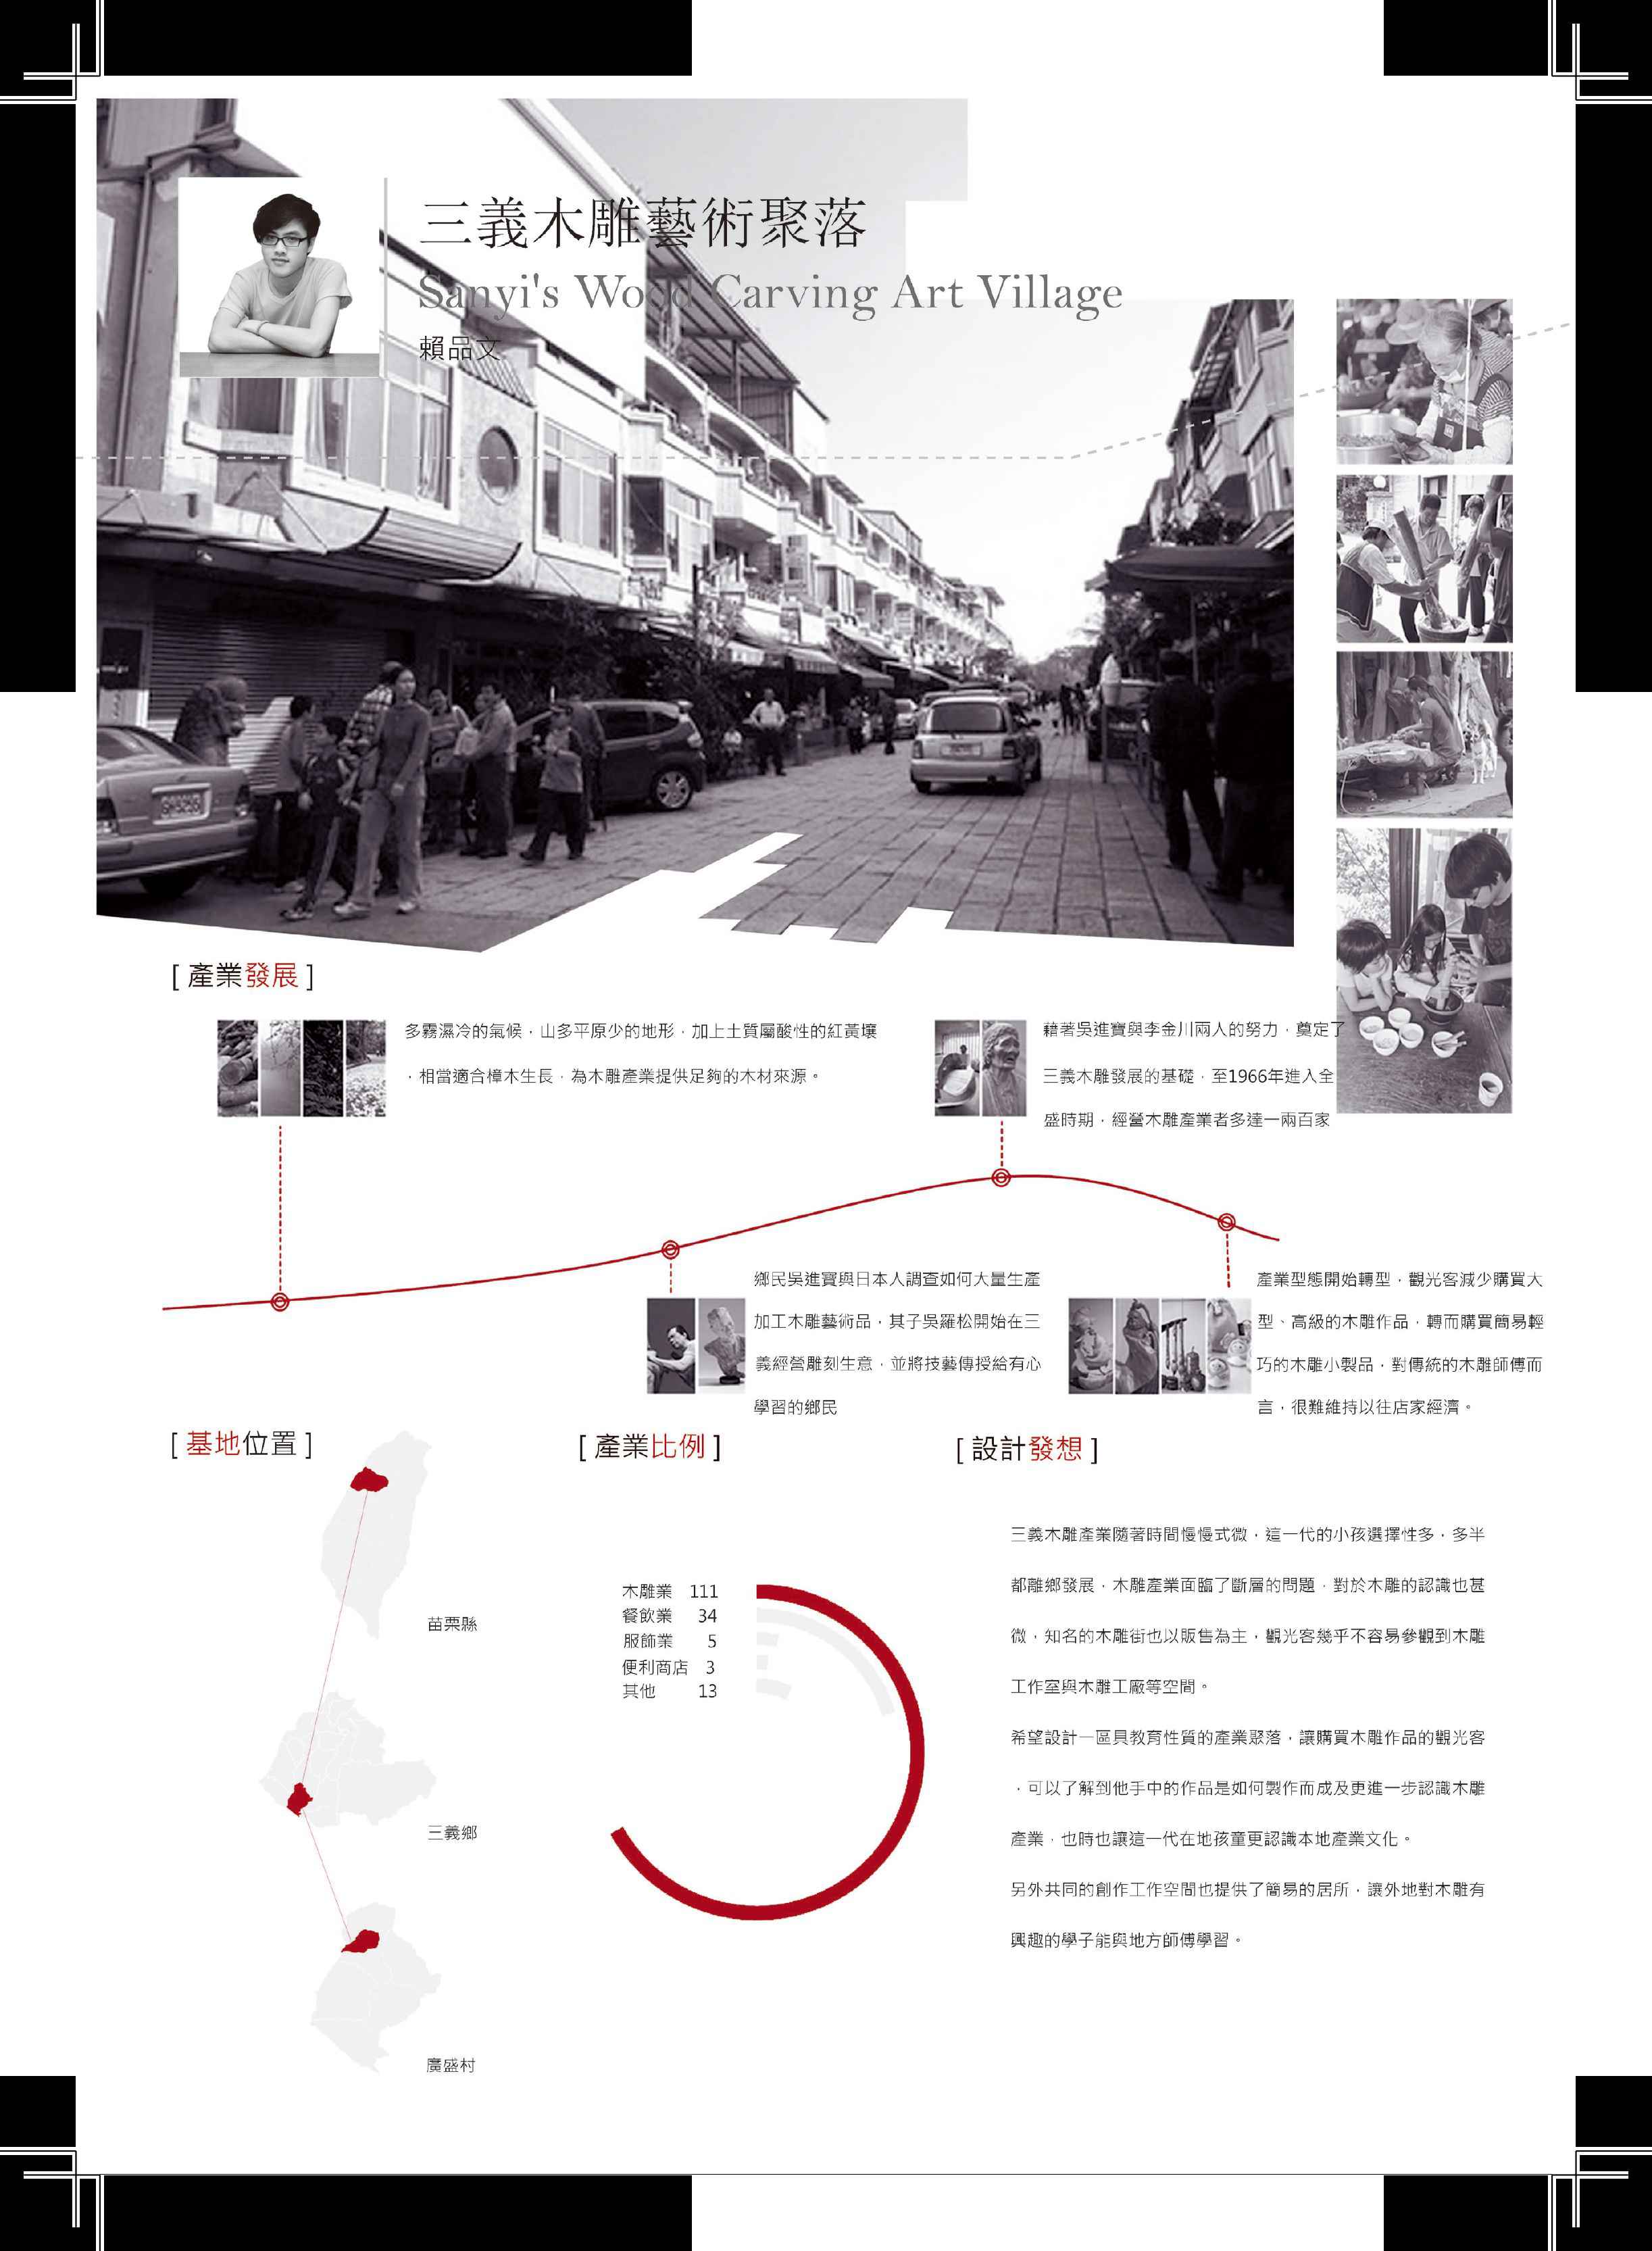 三義木雕藝術聚落
Sanyi's Wood Carving Art Village
賴品文
[ 產業發展 ]
多霧濕冷的氣候，山多平原少的地形，加上土質屬酸性的紅黃壤
，相當適合樟木生長，為木雕產業提供足夠的木材來源。
藉著吳進寶與李金川兩人的努力，奠定了
三義木雕發展的基礎，至1966年進入全
盛時期，經營木雕產業者多達一兩百家
鄉民吳進寶與日本人調查如何大量生產
加工木雕藝術品，其子吳羅松開始在三
義經營雕刻生意，並將技藝傳授給有心
學習的鄉民
產業型態開始轉型，觀光客減少購買大
型、高級的木雕作品，轉而購買簡易輕
巧的木雕小製品，對傳統的木雕師傅而
言，很難維持以往店家經濟。
[ 基地位置 ]
苗栗縣
三義鄉
廣盛村
[ 產業比例 ]
木雕業 111
餐飲業 34
服飾業 5
便利商店 3
其他 13
[ 設計發想 ]
三義木雕產業隨著時間慢慢式微，這一代的小孩選擇性多，多半
都離鄉發展，木雕產業面臨了斷層的問題，對於木雕的認識也甚
微，知名的木雕街也以販售為主，觀光客幾乎不容易參觀到木雕
工作室與木雕工廠等空間。
希望設計一區具教育性質的產業聚落，讓購買木雕作品的觀光客
，可以了解到他手中的作品是如何製作而成及更進一步認識木雕
產業，也時也讓這一代在地孩童更認識本地產業文化。
另外共同的創作工作空間也提供了簡易的居所，讓外地對木雕有
興趣的學子能與地方師傅學習。